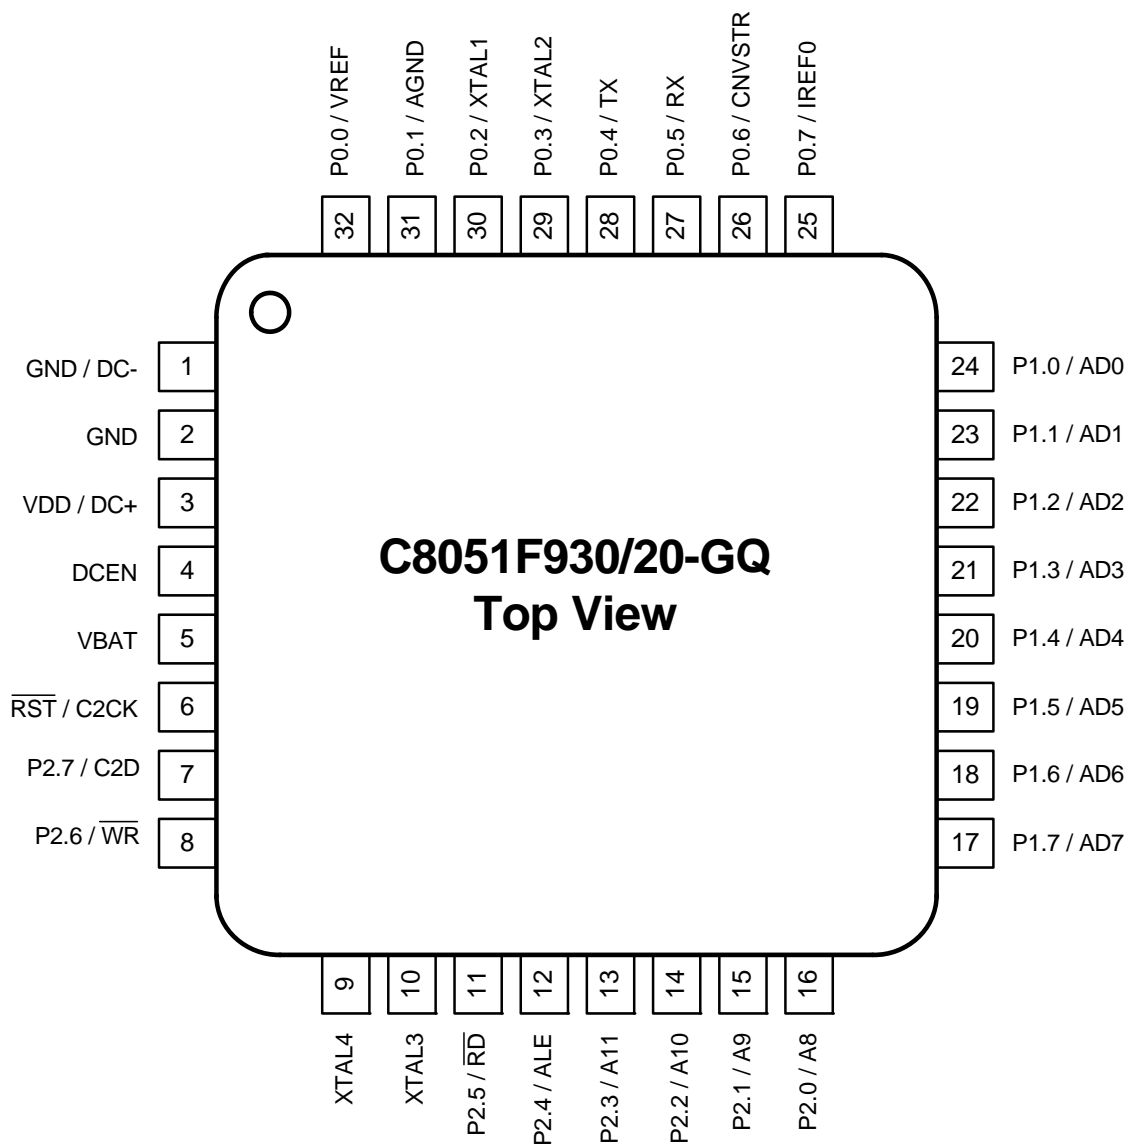 P0.0 / VREF
P0.1 / AGND
P0.2 / XTAL1
P0.3 / XTAL2
P0.4 / TX
P0.5 / RX
P0.6 / CNVSTR
P0.7 / IREF0
32
31
30
29
28
27
26
25
GND / DC- 1
GND 2
VDD / DC+ 3
DCEN 4
VBAT 5
R̅S̅T̅ / C2CK 6
P2.7 / C2D 7
P2.6 / W̅R̅ 8
C8051F930/20-GQ
Top View
24 P1.0 / AD0
23 P1.1 / AD1
22 P1.2 / AD2
21 P1.3 / AD3
20 P1.4 / AD4
19 P1.5 / AD5
18 P1.6 / AD6
17 P1.7 / AD7
9
10
11
12
13
14
15
16
XTAL4
XTAL3
P2.5 / R̅D̅
P2.4 / ALE
P2.3 / A11
P2.2 / A10
P2.1 / A9
P2.0 / A8